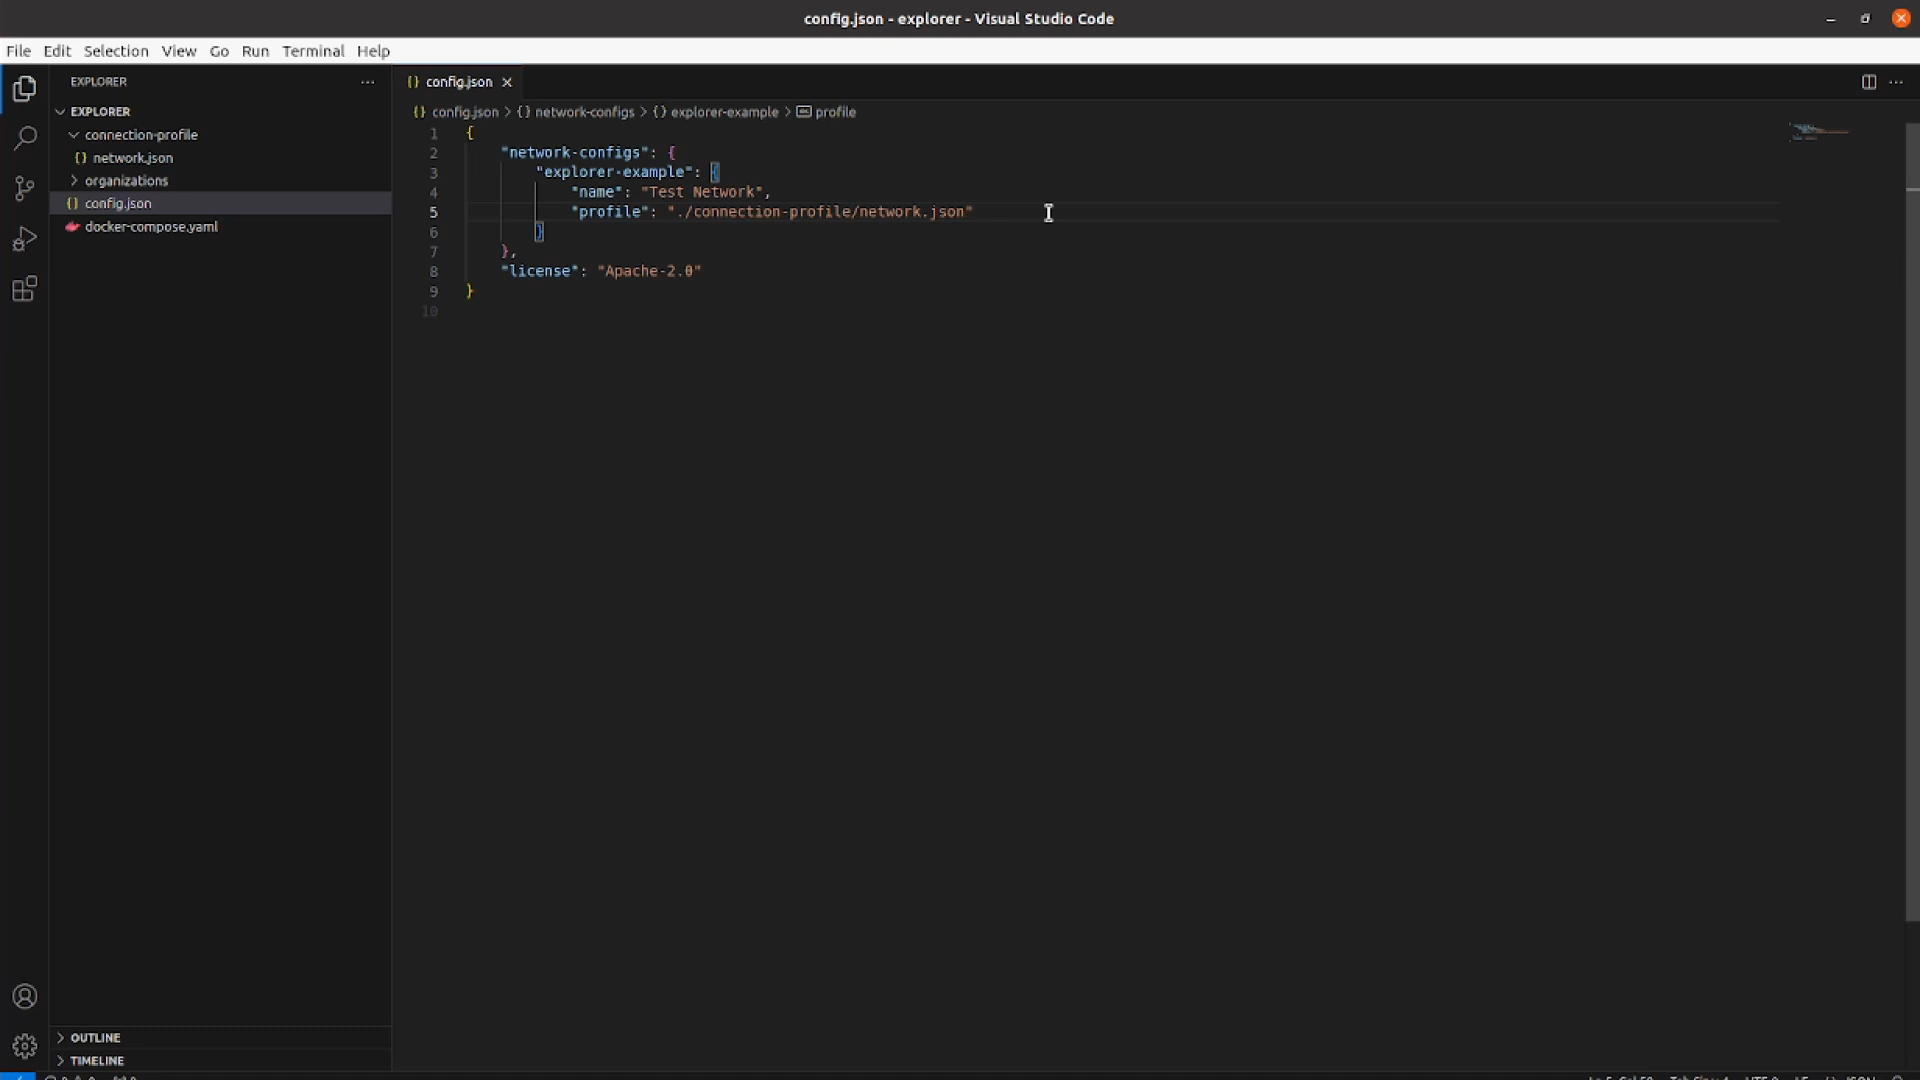 config.json - explorer - Visual Studio Code
File Edit Selection View Go Run Terminal Help
EXPLORER
config.json
EXPLORER
config.json > {} network-configs > {} explorer-example > profile
connection-profile
{} network.json
organizations
{} config.json
docker-compose.yaml
1 {
2 "network-configs": {
3 "explorer-example": {
4 "name": "Test Network",
5 "profile": "./connection-profile/network.json"
6 }
7 },
8 "license": "Apache-2.0"
9 }
10
OUTLINE
TIMELINE